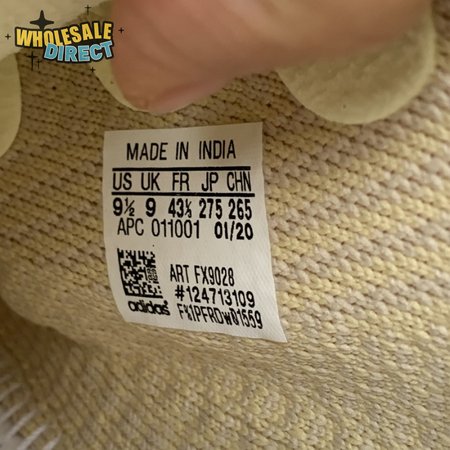 WHOLESALE
DIRECT
MADE IN INDIA
US UK FR JP CHN
9½ 9 43⅓ 275 265
APC 011001 01/20
ART FX9028
#124713109
adidas